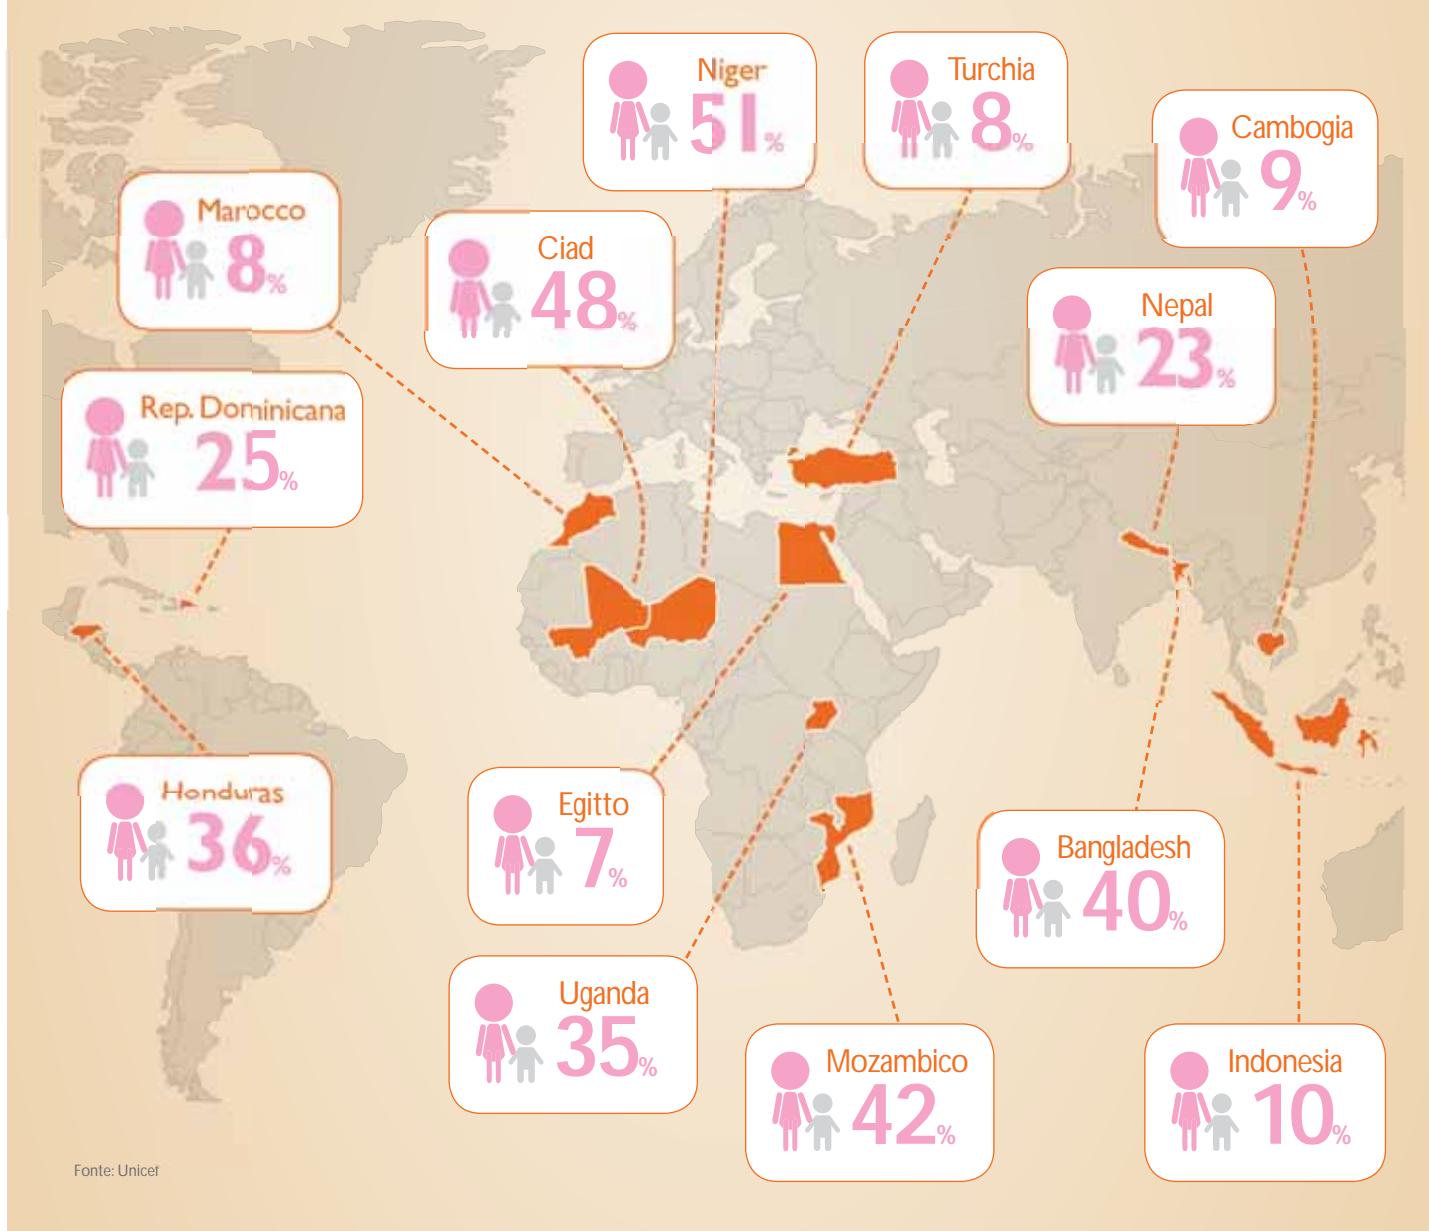 Niger
51%
Turchia
8%
Cambogia
9%
Marocco
8%
Ciad
48%
Nepal
23%
Rep. Dominicana
25%
Honduras
36%
Egitto
7%
Bangladesh
40%
Uganda
35%
Mozambico
42%
Indonesia
10%
Fonte: Unicef